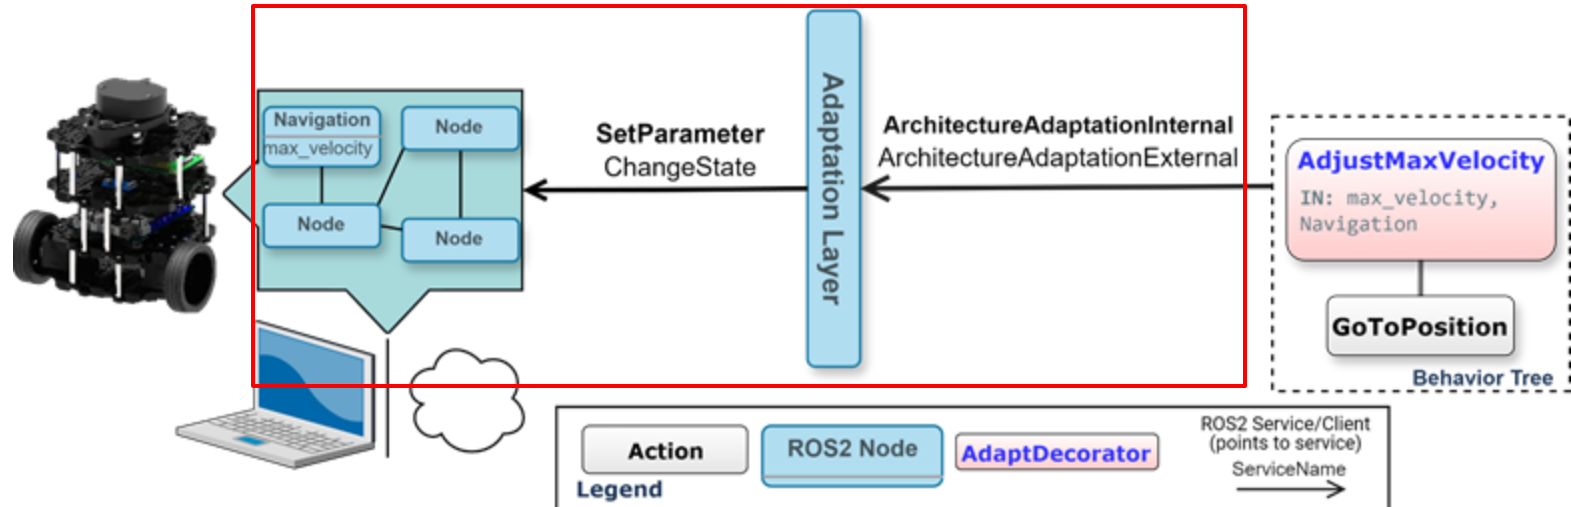 Navigation
max_velocity
Node
Node
Node
SetParameter
ChangeState
Adaptation Layer
ArchitectureAdaptationInternal
ArchitectureAdaptationExternal
AdjustMaxVelocity
IN: max_velocity,
Navigation
GoToPosition
Behavior Tree
Action
ROS2 Node
AdaptDecorator
ROS2 Service/Client
(points to service)
ServiceName
Legend